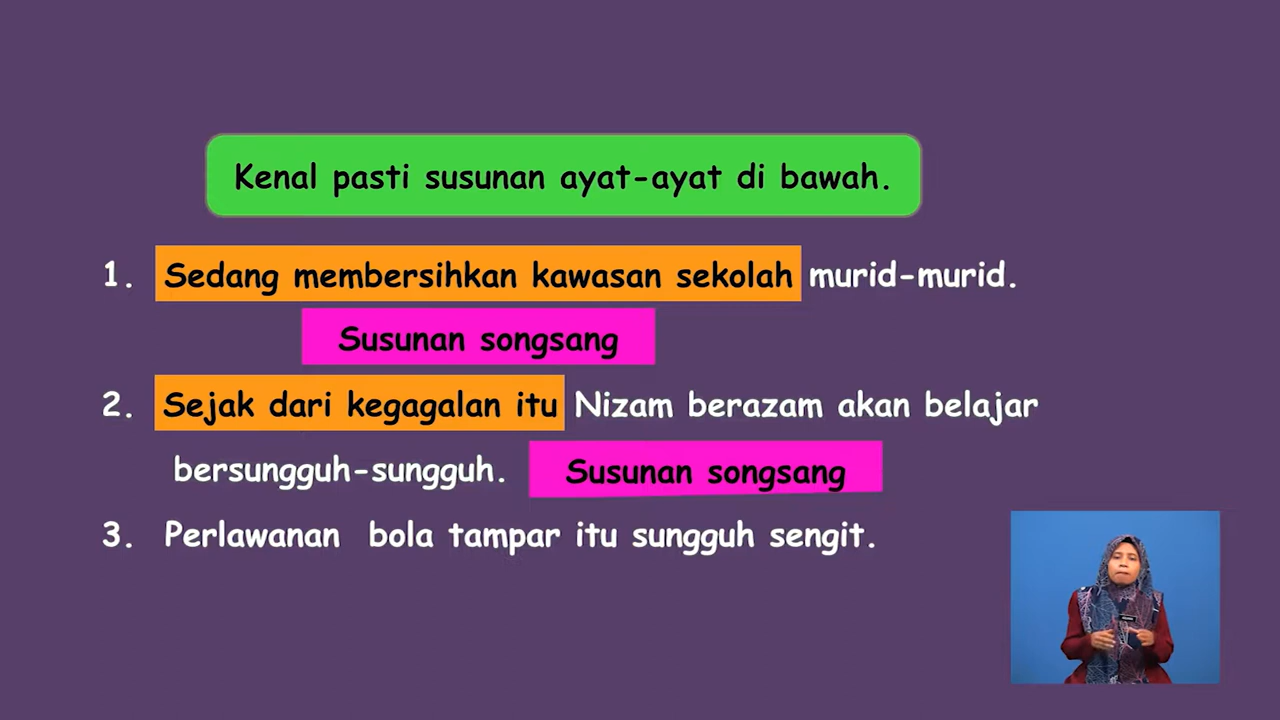 Kenal pasti susunan ayat-ayat di bawah.
1. Sedang membersihkan kawasan sekolah murid-murid.
Susunan songsang
2. Sejak dari kegagalan itu Nizam berazam akan belajar
bersungguh-sungguh. Susunan songsang
3. Perlawanan bola tampar itu sungguh sengit.